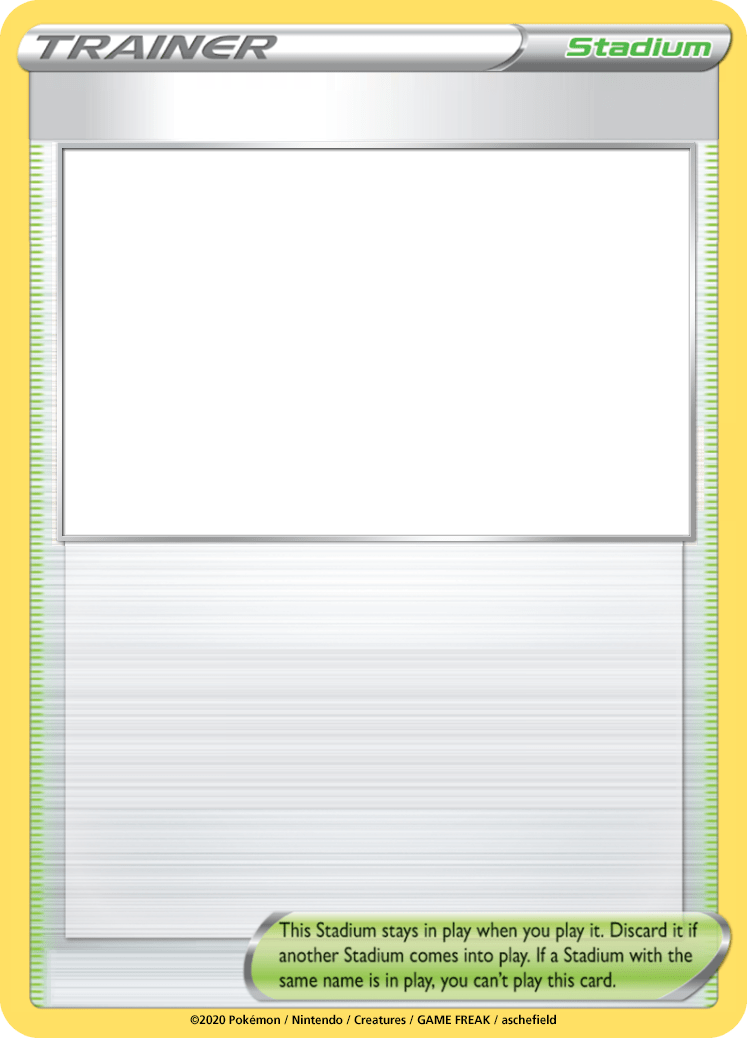 TRAINER
Stadium
This Stadium stays in play when you play it. Discard it if
another Stadium comes into play. If a Stadium with the
same name is in play, you can't play this card.
©2020 Pokémon / Nintendo / Creatures / GAME FREAK / aschefield